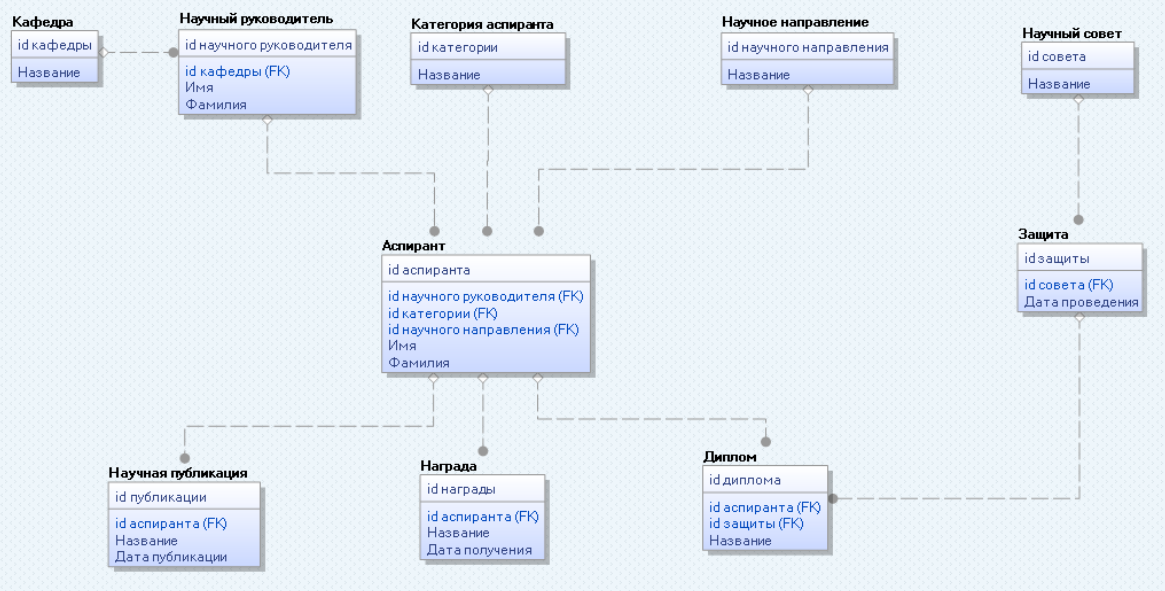 Кафедра
id кафедры
Название
Научный руководитель
id научного руководителя
id кафедры (FK)
Имя
Фамилия
Категория аспиранта
id категории
Название
Научное направление
id научного направления
Название
Научный совет
id совета
Название
Аспирант
id аспиранта
id научного руководителя (FK)
id категории (FK)
id научного направления (FK)
Имя
Фамилия
Защита
id защиты
id совета (FK)
Дата проведения
Научная публикация
id публикации
id аспиранта (FK)
Название
Дата публикации
Награда
id награды
id аспиранта (FK)
Название
Дата получения
Диплом
id диплома
id аспиранта (FK)
id защиты (FK)
Название